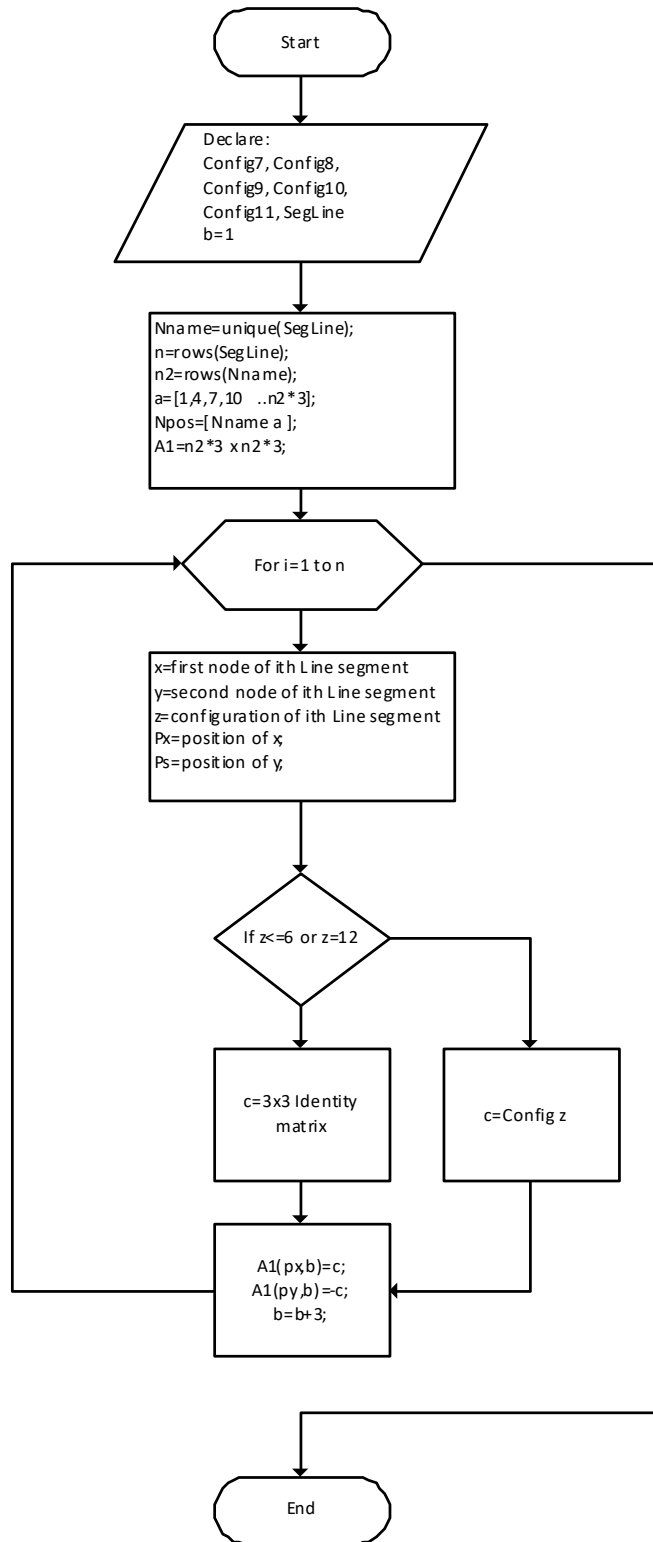 Start
Declare:
Config7, Config8,
Config9, Config10,
Config11, SegLine
b=1
Nname=unique(SegLine);
n=rows(SegLine);
n2=rows(Nname);
a=[1,4,7,10 ..n2*3];
Npos=[Nname a ];
A1=n2*3 x n2*3;
For i=1 to n
x=first node of ith Line segment
y=second node of ith Line segment
z=configuration of ith Line segment
Px=position of x;
Ps=position of y;
If z<=6 or z=12
c=3x3 Identity
matrix
c=Config z
A1(px,b)=c;
A1(py,b)=-c;
b=b+3;
End